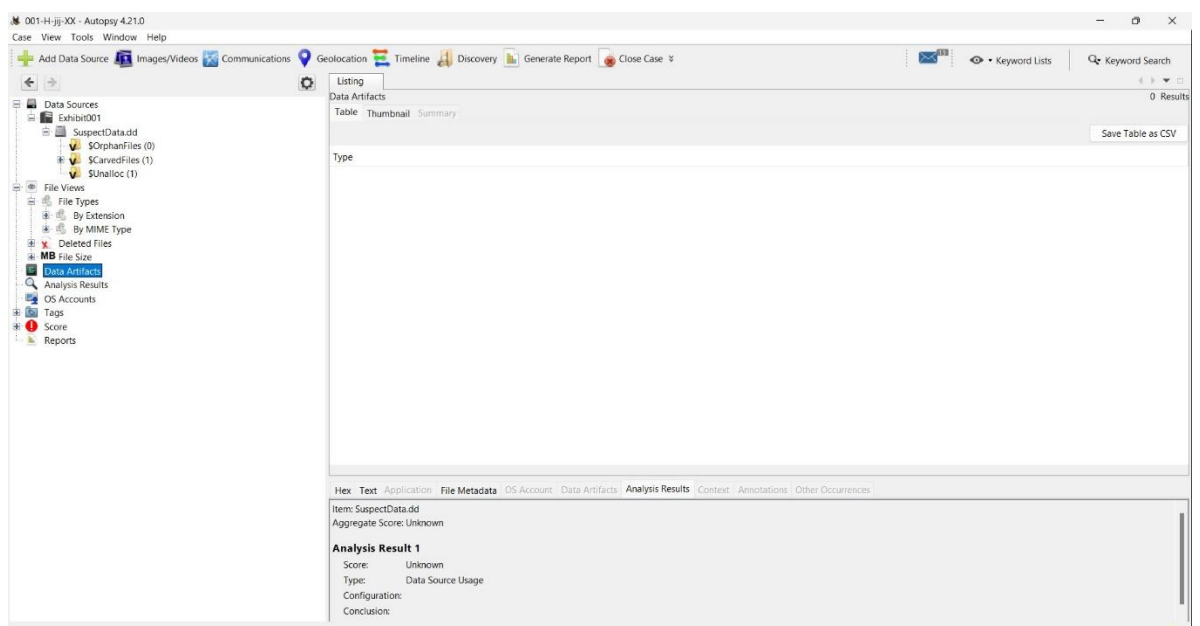 001-H-jij-XX - Autopsy 4.21.0
Case View Tools Window Help
Add Data Source Images/Videos Communications Geolocation Timeline Discovery Generate Report Close Case Keyword Lists Keyword Search
Listing
Data Artifacts 0 Results
Table Thumbnail Summary
Save Table as CSV
Type
Data Sources
Exhibit001
SuspectData.dd
$OrphanFiles (0)
$CarvedFiles (1)
$Unalloc (1)
File Views
File Types
By Extension
By MIME Type
Deleted Files
MB File Size
Data Artifacts
Analysis Results
OS Accounts
Tags
Score
Reports
Hex Text Application File Metadata OS Account Data Artifacts Analysis Results Context Annotations Other Occurrences
Item: SuspectData.dd
Aggregate Score: Unknown
Analysis Result 1
Score: Unknown
Type: Data Source Usage
Configuration:
Conclusion: